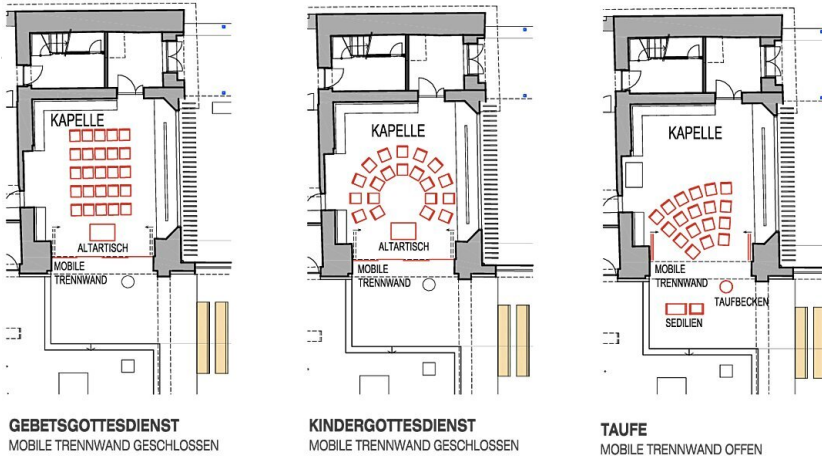 KAPELLE
ALTARTISCH
MOBILE
TRENNWAND
GEBETSGOTTESDIENST
MOBILE TRENNWAND GESCHLOSSEN
KAPELLE
ALTARTISCH
MOBILE
TRENNWAND
KINDERGOTTESDIENST
MOBILE TRENNWAND GESCHLOSSEN
KAPELLE
MOBILE
TRENNWAND
TAUFBECKEN
SEDILIEN
TAUFE
MOBILE TRENNWAND OFFEN